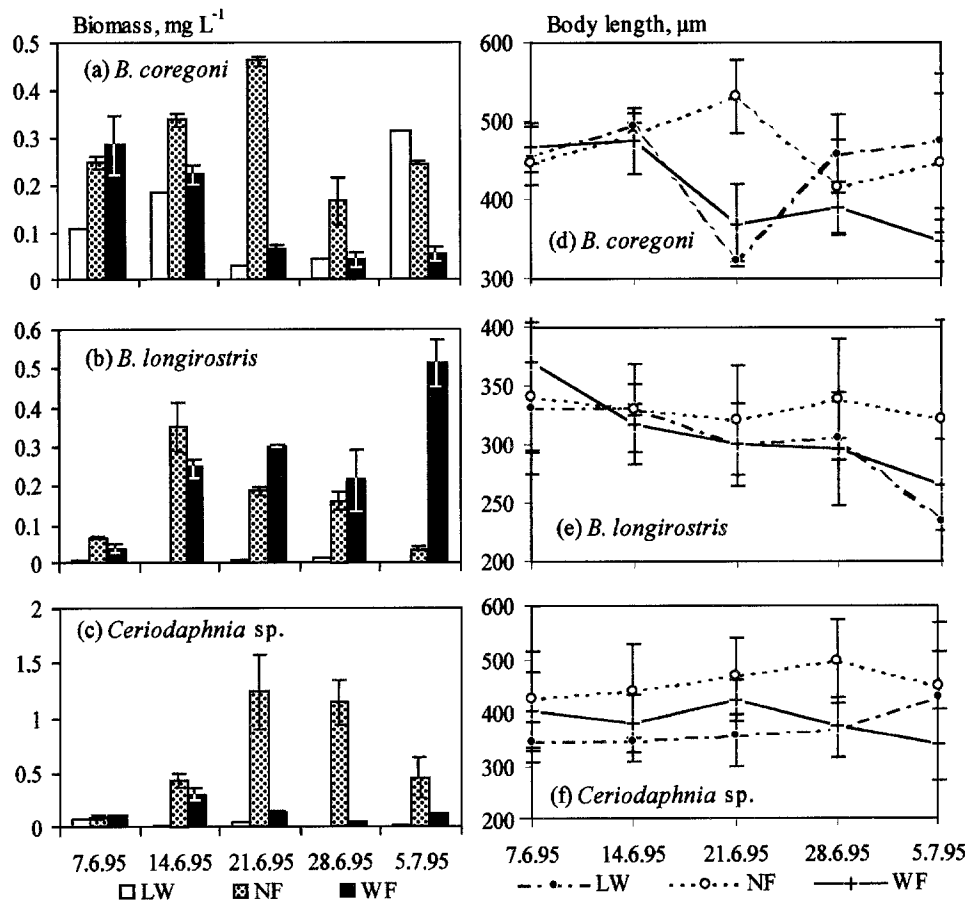 Biomass, mg L-1
0.5
0.4
0.3
0.2
0.1
0
(a) B. coregoni
0.6
0.5
0.4
0.3
0.2
0.1
0
(b) B. longirostris
2
1.5
1
0.5
0
(c) Ceriodaphnia sp.
7.6.95 14.6.95 21.6.95 28.6.95 5.7.95
LW NF WF
Body length, µm
600
500
400
300
(d) B. coregoni
400
350
300
250
200
(e) B. longirostris
600
500
400
300
200
(f) Ceriodaphnia sp.
7.6.95 14.6.95 21.6.95 28.6.95 5.7.95
LW NF WF